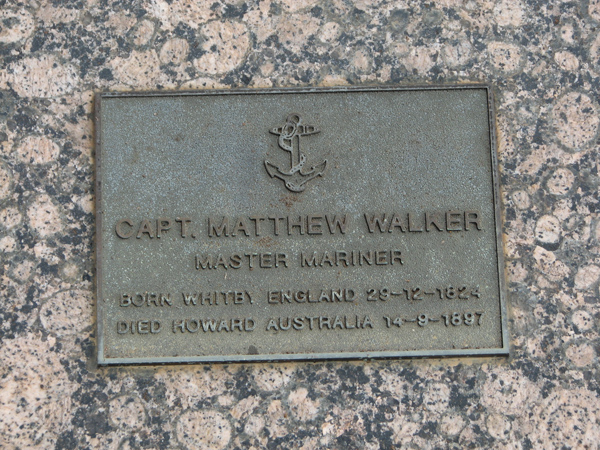 CAPT. MATTHEW WALKER
MASTER MARINER
BORN WHITBY ENGLAND 29-12-1824
DIED HOWARD AUSTRALIA 14-9-1897